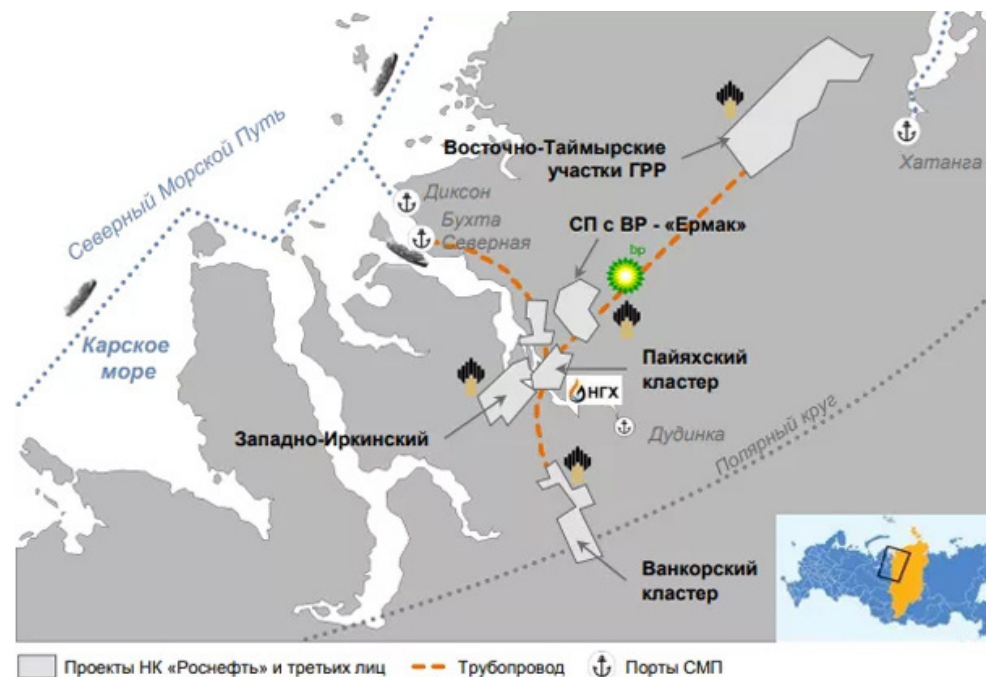 Северный Морской Путь
Восточно-Таймырские
участки ГРР
Хатанга
Диксон
Бухта
Северная
СП с ВР - «Ермак»
bp
Карское
море
Пайяхский
кластер
НГХ
Западно-Иркинский
Дудинка
Полярный круг
Ванкорский
кластер
Проекты НК «Роснефть» и третьих лиц
Трубопровод
Порты СМП